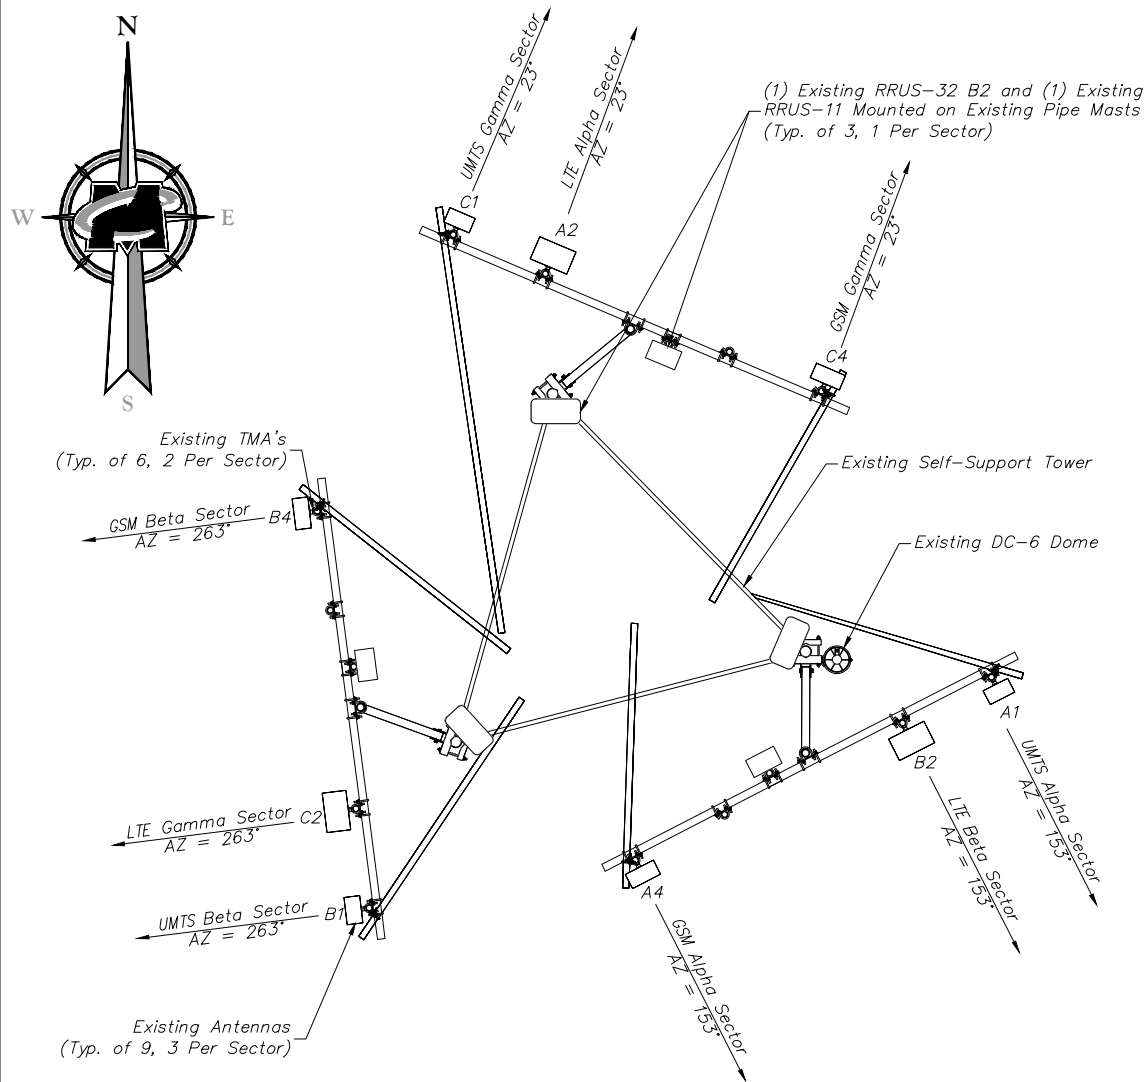 N
W
E
S
UMTS Gamma Sector
AZ = 23°
LTE Alpha Sector
AZ = 23°
(1) Existing RRUS-32 B2 and (1) Existing
RRUS-11 Mounted on Existing Pipe Masts
(Typ. of 3, 1 Per Sector)
GSM Gamma Sector
AZ = 23°
C1
A2
C4
Existing TMA's
(Typ. of 6, 2 Per Sector)
Existing Self-Support Tower
GSM Beta Sector
AZ = 263°
B4
Existing DC-6 Dome
A1
B2
UMTS Alpha Sector
AZ = 153°
LTE Beta Sector
AZ = 153°
LTE Gamma Sector
AZ = 263°
C2
A4
UMTS Beta Sector
AZ = 263°
B1
GSM Alpha Sector
AZ = 153°
Existing Antennas
(Typ. of 9, 3 Per Sector)